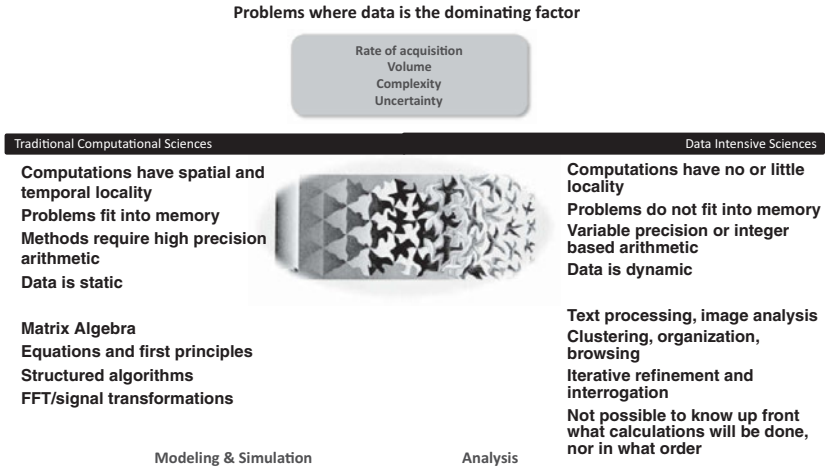 Problems where data is the dominating factor
Rate of acquisition
Volume
Complexity
Uncertainty
Traditional Computational Sciences
Data Intensive Sciences
Computations have spatial and
temporal locality
Problems fit into memory
Methods require high precision
arithmetic
Data is static
Matrix Algebra
Equations and first principles
Structured algorithms
FFT/signal transformations
Computations have no or little
locality
Problems do not fit into memory
Variable precision or integer
based arithmetic
Data is dynamic
Text processing, image analysis
Clustering, organization,
browsing
Iterative refinement and
interrogation
Not possible to know up front
what calculations will be done,
nor in what order
Modeling & Simulation
Analysis